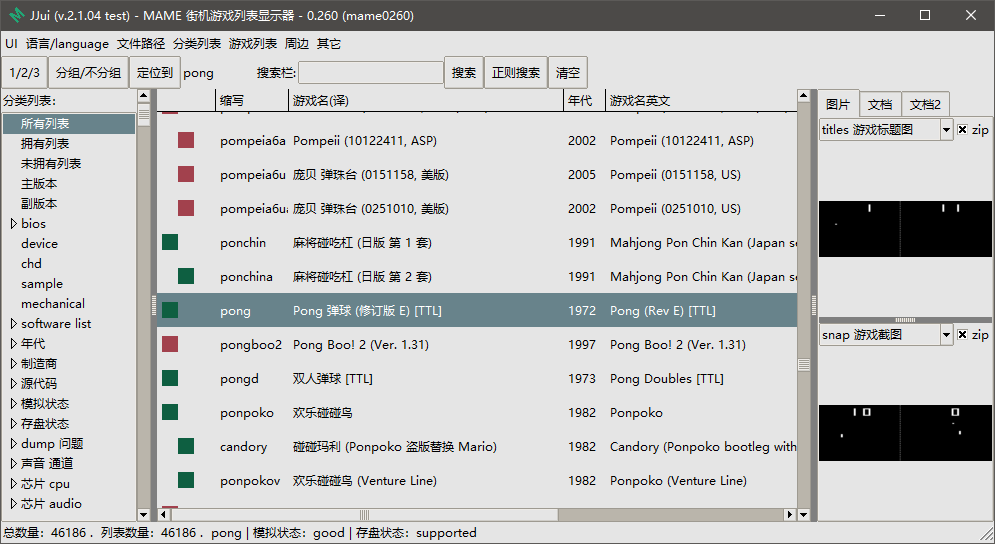 JJui (v.2.1.04 test) - MAME 街机游戏列表显示器 - 0.260 (mame0260)
UI 语言/language 文件路径 分类列表 游戏列表 周边 其它
1/2/3 分组/不分组 定位到 pong 搜索栏: 搜索 正则搜索 清空
分类列表:
所有列表
拥有列表
未拥有列表
主版本
副版本
bios
device
chd
sample
mechanical
software list
年代
制造商
源代码
模拟状态
存盘状态
dump 问题
声音 通道
芯片 cpu
芯片 audio
缩写 游戏名(译) 年代 游戏名英文
pompeia6a Pompeii (10122411, ASP) 2002 Pompeii (10122411, ASP)
pompeia6u 庞贝 弹珠台 (0151158, 美版) 2005 Pompeii (0151158, US)
pompeia6ua 庞贝 弹珠台 (0251010, 美版) 2002 Pompeii (0251010, US)
ponchin 麻将碰吃杠 (日版 第 1 套) 1991 Mahjong Pon Chin Kan (Japan se
ponchina 麻将碰吃杠 (日版 第 2 套) 1991 Mahjong Pon Chin Kan (Japan se
pong Pong 弹球 (修订版 E) [TTL] 1972 Pong (Rev E) [TTL]
pongboo2 Pong Boo! 2 (Ver. 1.31) 1997 Pong Boo! 2 (Ver. 1.31)
pongd 双人弹球 [TTL] 1973 Pong Doubles [TTL]
ponpoko 欢乐碰碰鸟 1982 Ponpoko
candory 碰碰玛利 (Ponpoko 盗版替换 Mario) 1982 Candory (Ponpoko bootleg with
ponpokov 欢乐碰碰鸟 (Venture Line) 1982 Ponpoko (Venture Line)
图片 文档 文档2
titles 游戏标题图 zip
snap 游戏截图 zip
总数量: 46186 . 列表数量: 46186 . pong | 模拟状态: good | 存盘状态: supported